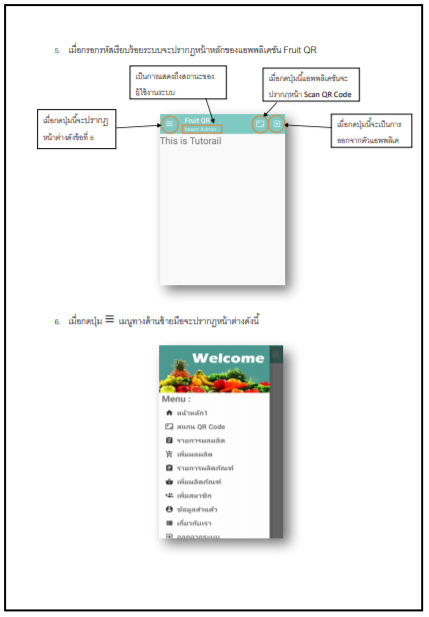 5. เมื่อกรอกรหัสเรียบร้อยระบบจะปรากฏหน้าหลักของแอพพลิเคชัน Fruit QR
เป็นการแสดงถึงสถานะของ
ผู้ใช้งานระบบ
เมื่อกดปุ่มนี้แอพพลิเคชันจะ
ปรากฏหน้า Scan QR Code
เมื่อกดปุ่มนี้จะปรากฏ
หน้าต่างดังข้อที่ 6
เมื่อกดปุ่มนี้จะเป็นการ
ออกจากตัวแอพพลิเค
Fruit QR
This is Tutorail
6. เมื่อกดปุ่ม ☰ เมนูทางด้านซ้ายมือจะปรากฏหน้าต่างดังนี้
Welcome
Menu :
หน้าหลัก1
สแกน QR Code
รายการผลผลิต
เพิ่มผลผลิต
รายการผลิตภัณฑ์
เพิ่มผลิตภัณฑ์
เพิ่มสมาชิก
ข้อมูลส่วนตัว
เกี่ยวกับเรา
ออกจากระบบ